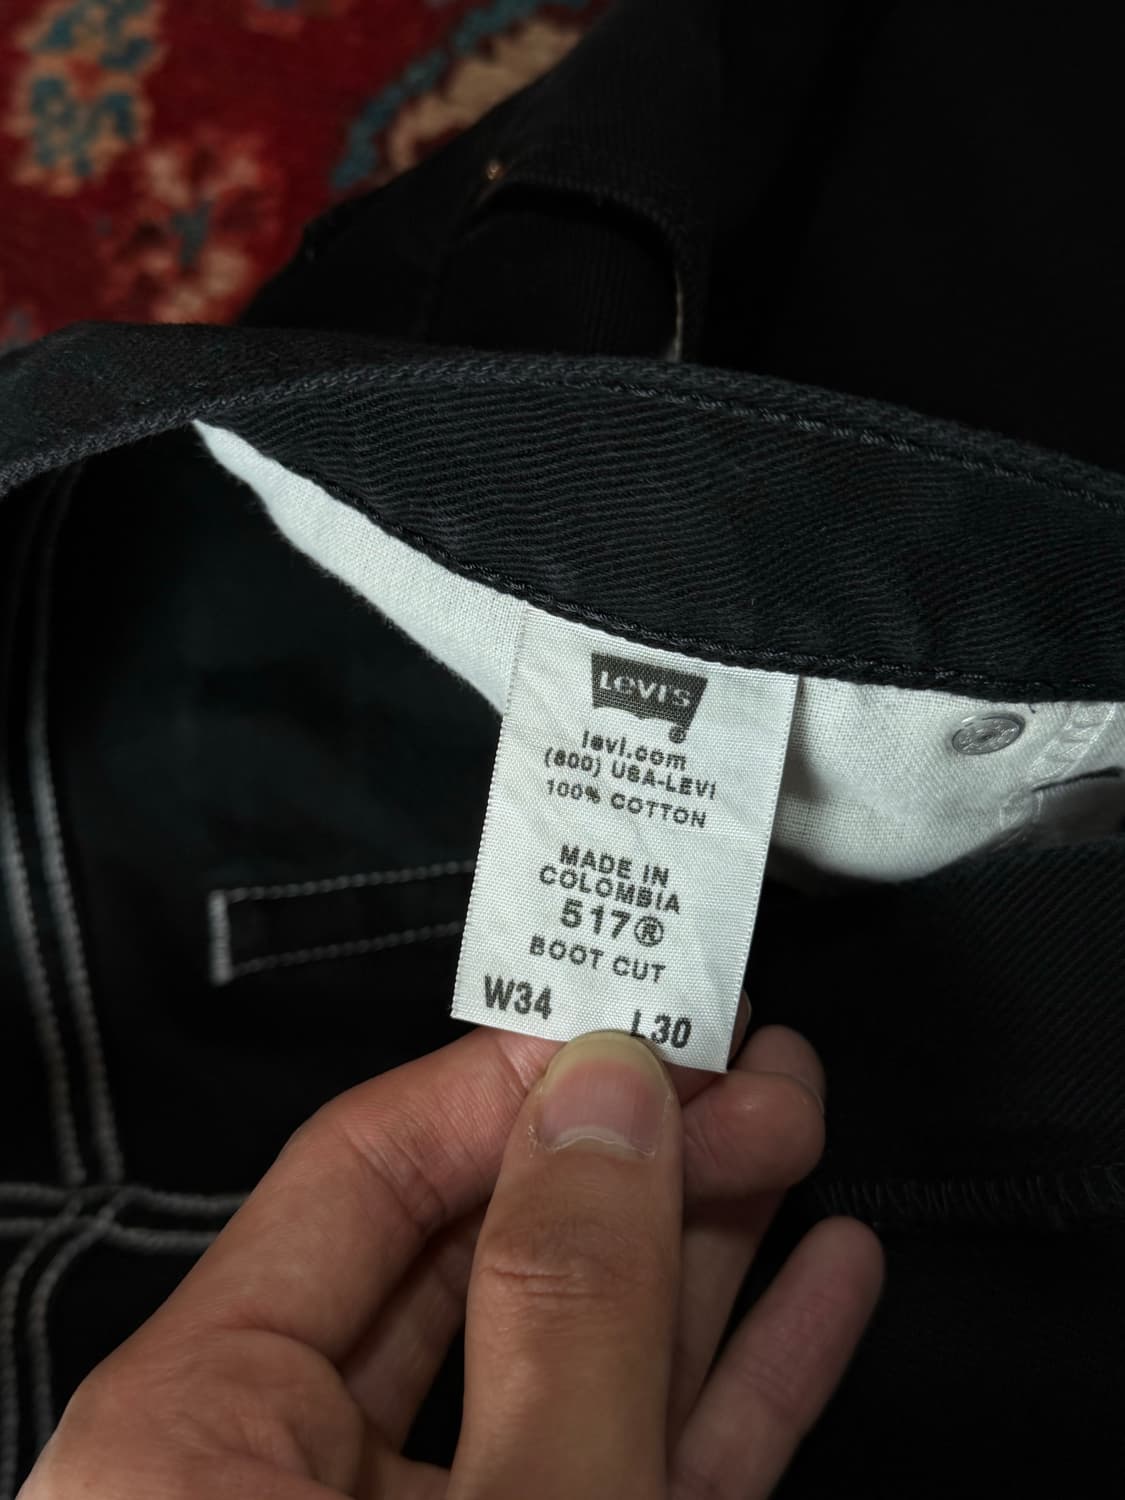 LEVI'S
®
levi.com
(800) USA-LEVI
100% COTTON
MADE IN
COLOMBIA
517®
BOOT CUT
W34 L30